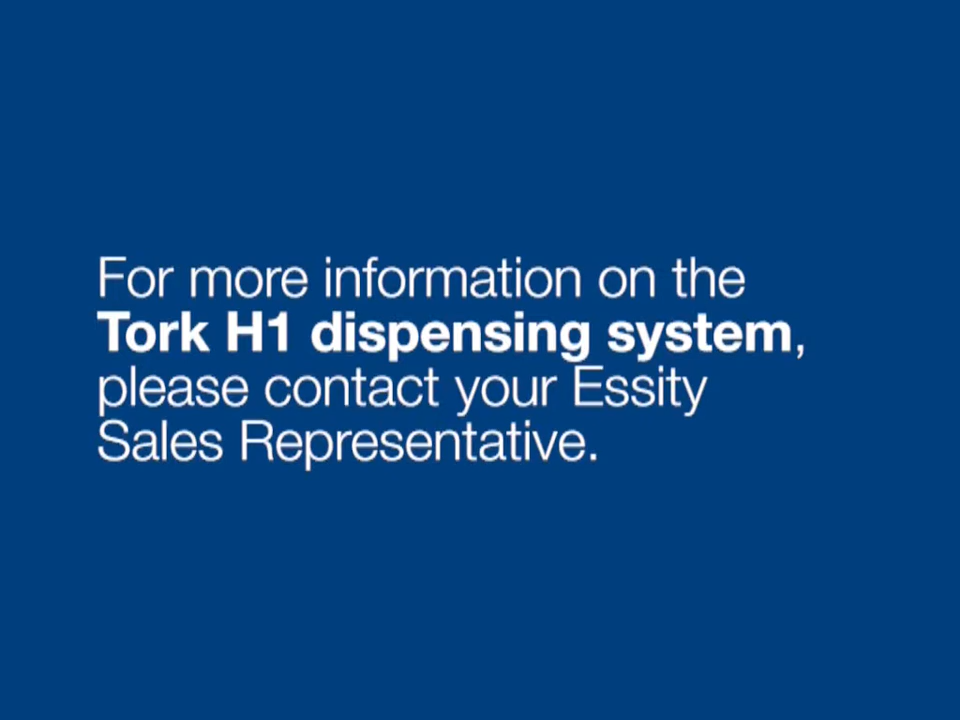 For more information on the
Tork H1 dispensing system,
please contact your Essity
Sales Representative.